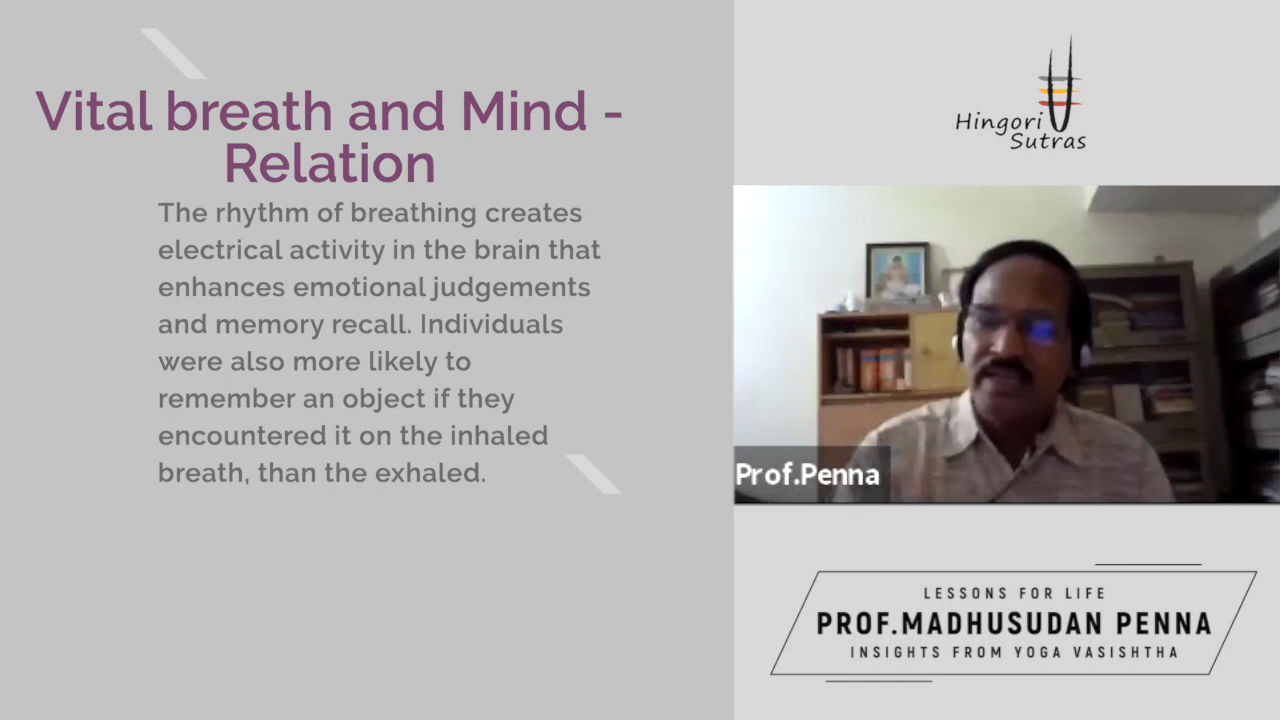 Vital breath and Mind -
Relation
The rhythm of breathing creates
electrical activity in the brain that
enhances emotional judgements
and memory recall. Individuals
were also more likely to
remember an object if they
encountered it on the inhaled
breath, than the exhaled.
Hingori
Sutras
Prof.Penna
LESSONS FOR LIFE
PROF.MADHUSUDAN PENNA
INSIGHTS FROM YOGA VASISHTHA